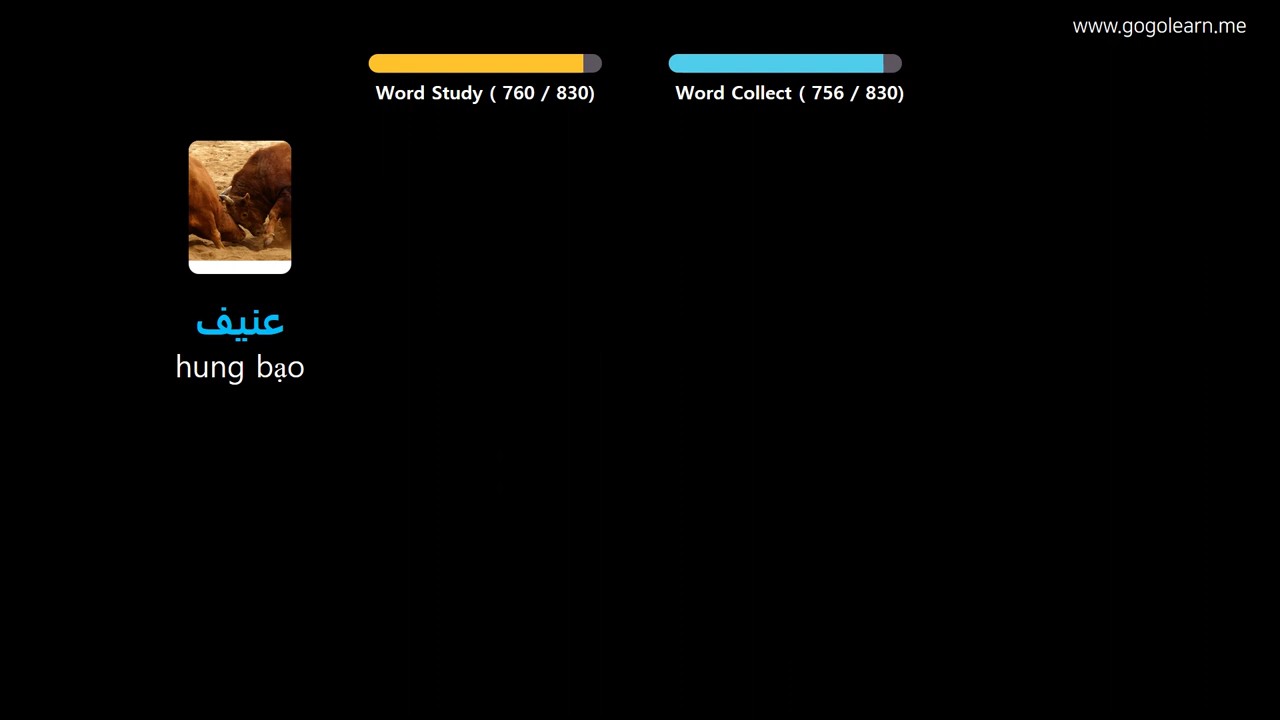 www.gogolearn.me
Word Study ( 760 / 830)
Word Collect ( 756 / 830)
عنيف
hung bạo